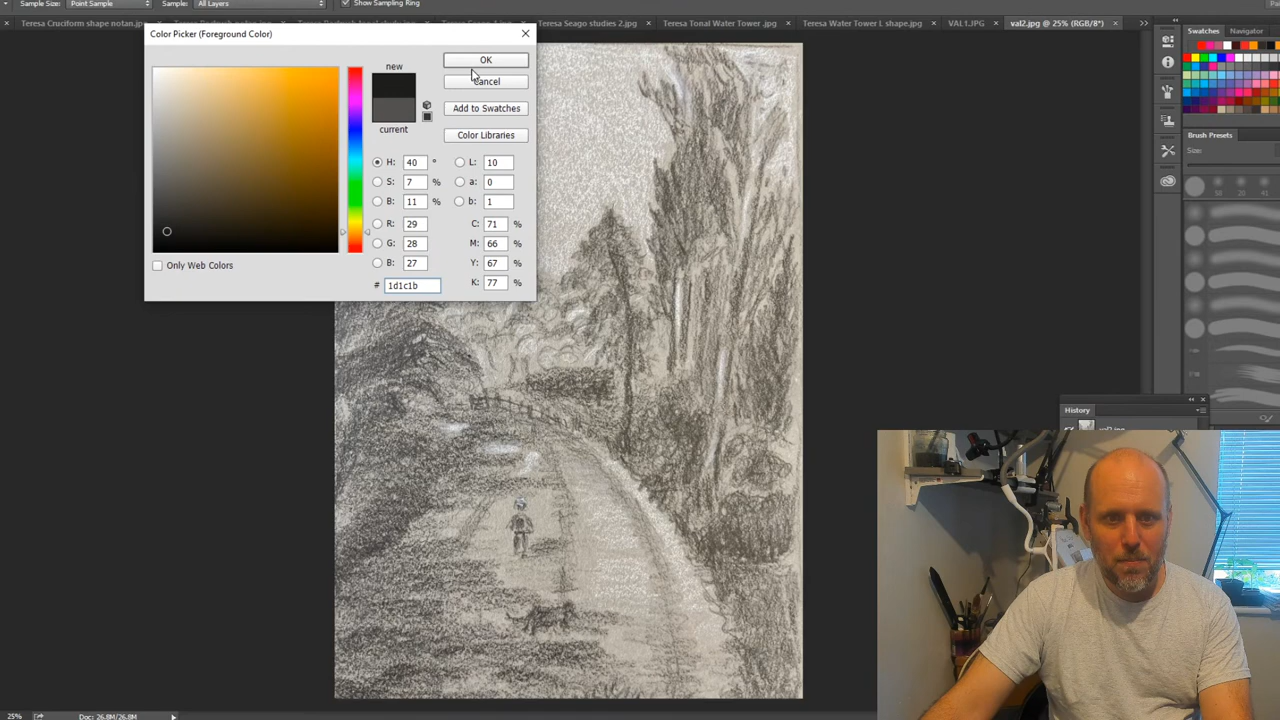 Sample Size: Point Sample Sample: All Layers Show Sampling Ring
Teresa Cruciform shape notan.jpg
Teresa Seago studies 2.jpg Teresa Tonal Water Tower .jpg Teresa Water Tower L shape.jpg VAL1.JPG val2.jpg @ 25% (RGB/8*)
Color Picker (Foreground Color)
new
current
OK
Cancel
Add to Swatches
Color Libraries
H: 40 ° L: 10
S: 7 % a: 0
B: 11 % b: 1
R: 29 C: 71 %
G: 28 M: 66 %
B: 27 Y: 67 %
# 1d1c1b K: 77 %
Only Web Colors
Swatches Navigator
Brush Presets
Size:
History
25% Doc: 26.8M/26.8M